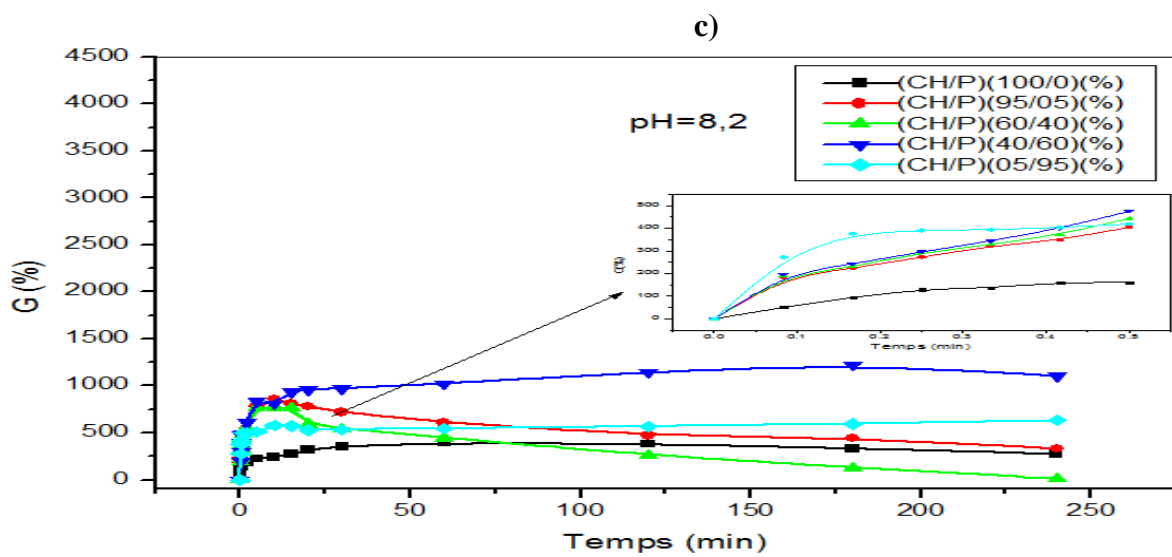 c)
4500
4000
3500
3000
2500
2000
1500
1000
500
0
G (%)
(CH/P)(100/0)(%)
(CH/P)(95/05)(%)
(CH/P)(60/40)(%)
(CH/P)(40/60)(%)
(CH/P)(05/95)(%)
pH=8,2
500
400
300
200
100
0
0.0 0.1 0.2 0.3 0.4 0.5
Temps (min)
0 50 100 150 200 250
Temps (min)